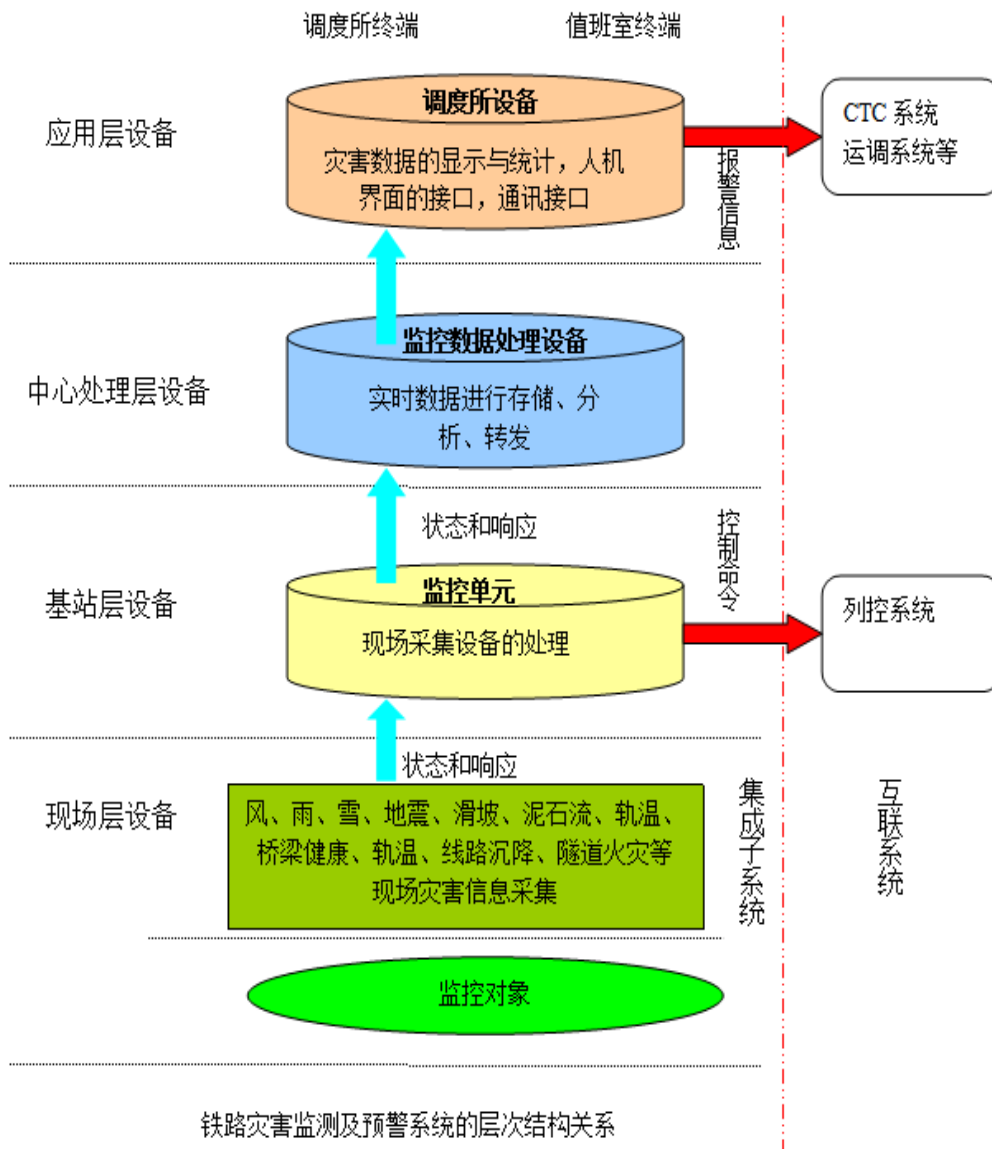 调度所终端
值班室终端
应用层设备
调度所设备
灾害数据的显示与统计，人机
界面的接口，通讯接口
报警信息
CTC 系统
运调系统等
中心处理层设备
监控数据处理设备
实时数据进行存储、分
析、转发
状态和响应
控制命令
基站层设备
监控单元
现场采集设备的处理
列控系统
状态和响应
现场层设备
风、雨、雪、地震、滑坡、泥石流、轨温、
桥梁健康、轨温、线路沉降、隧道火灾等
现场灾害信息采集
集成子系统
互联系统
监控对象
铁路灾害监测及预警系统的层次结构关系